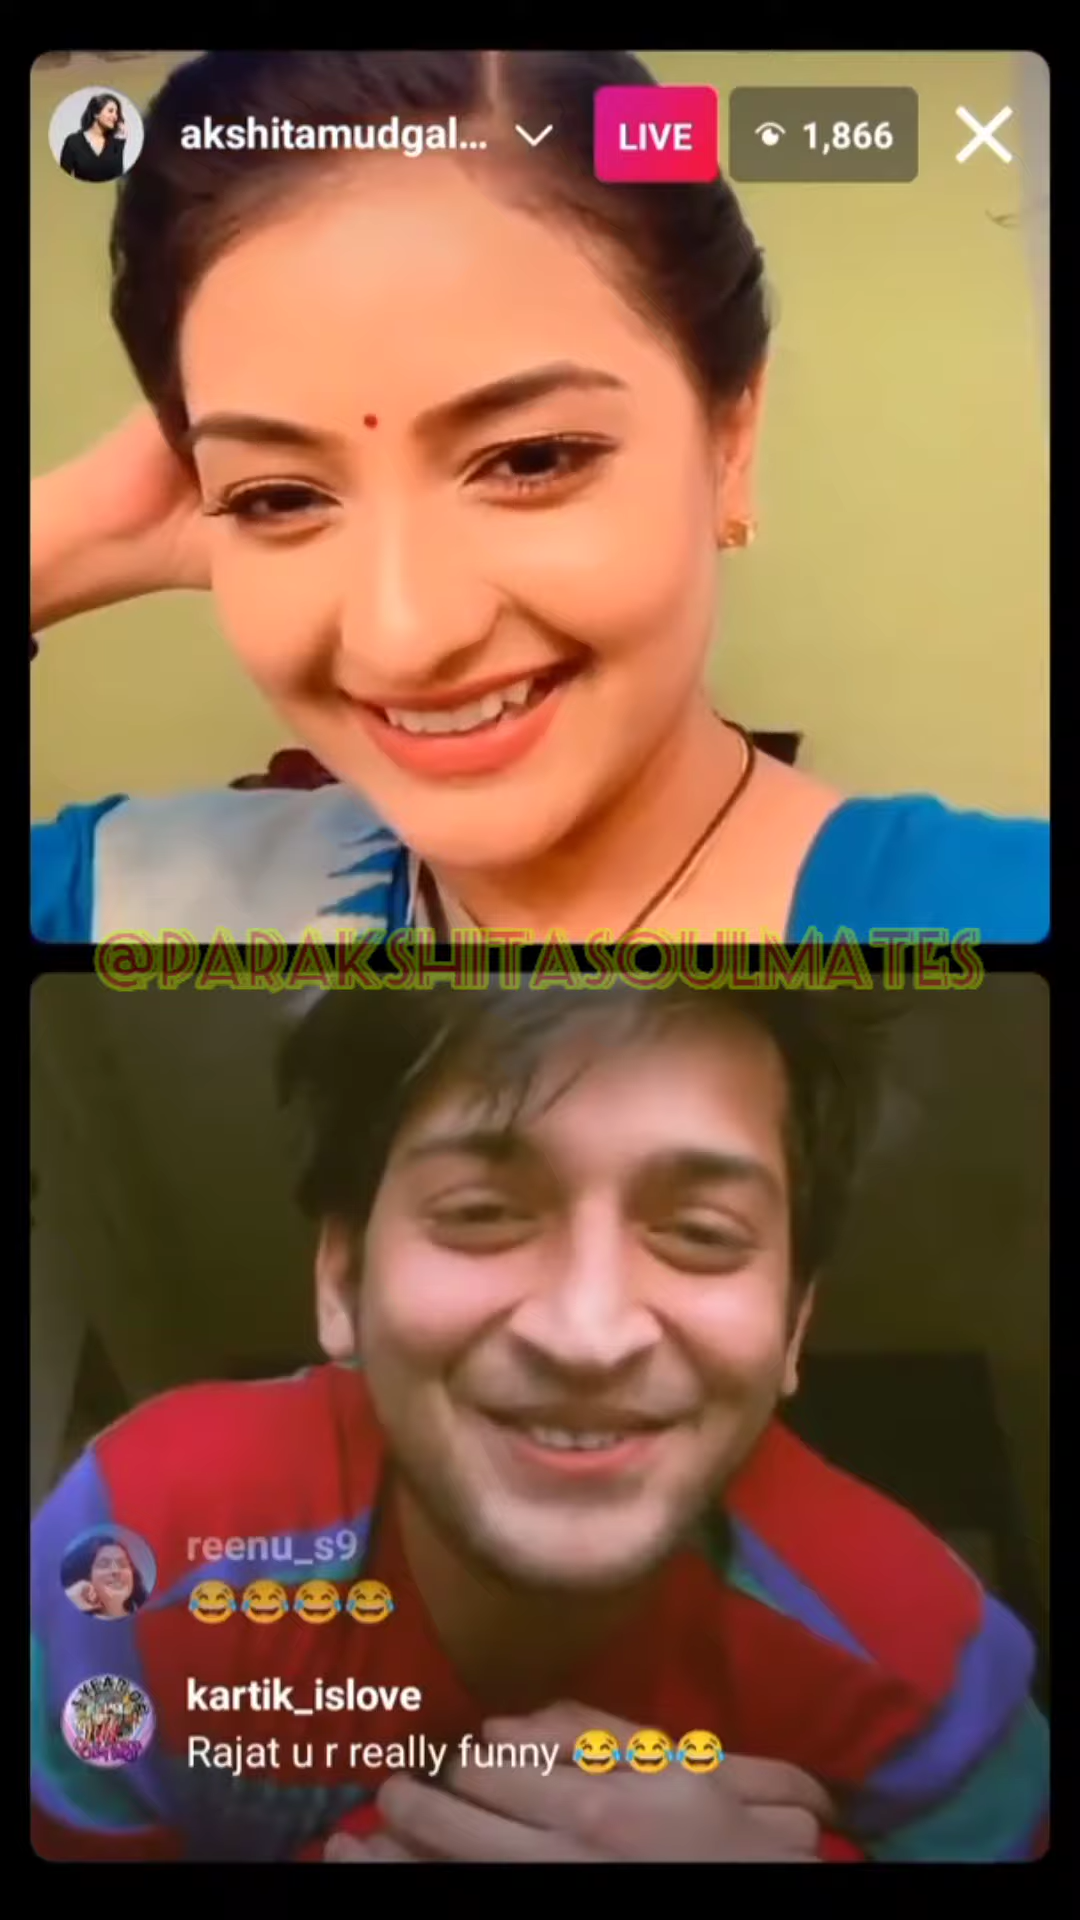 akshitamudgal...
LIVE
1,866
@PARAKSHITASOULMATES
reenu_s9
😂😂😂😂
kartik_islove
Rajat u r really funny 😂😂😂